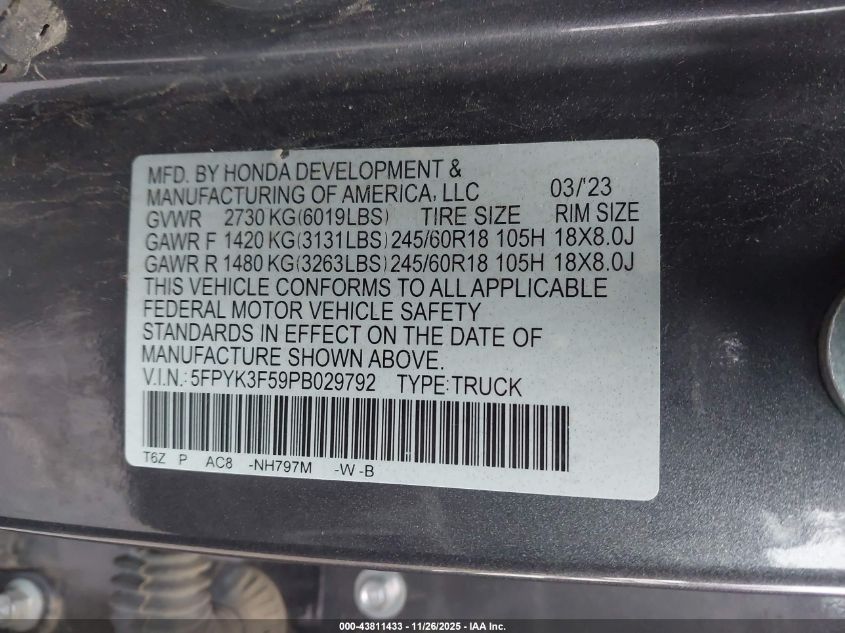 MFD. BY HONDA DEVELOPMENT &
MANUFACTURING OF AMERICA, LLC 03/'23
GVWR 2730 KG(6019LBS) TIRE SIZE RIM SIZE
GAWR F 1420 KG(3131LBS) 245/60R18 105H 18X8.0J
GAWR R 1480 KG(3263LBS) 245/60R18 105H 18X8.0J
THIS VEHICLE CONFORMS TO ALL APPLICABLE
FEDERAL MOTOR VEHICLE SAFETY
STANDARDS IN EFFECT ON THE DATE OF
MANUFACTURE SHOWN ABOVE.
V.I.N.: 5FPYK3F59PB029792 TYPE:TRUCK
T6Z P AC8 -NH797M -W -B
000-43811433 - 11/26/2025 - IAA Inc.